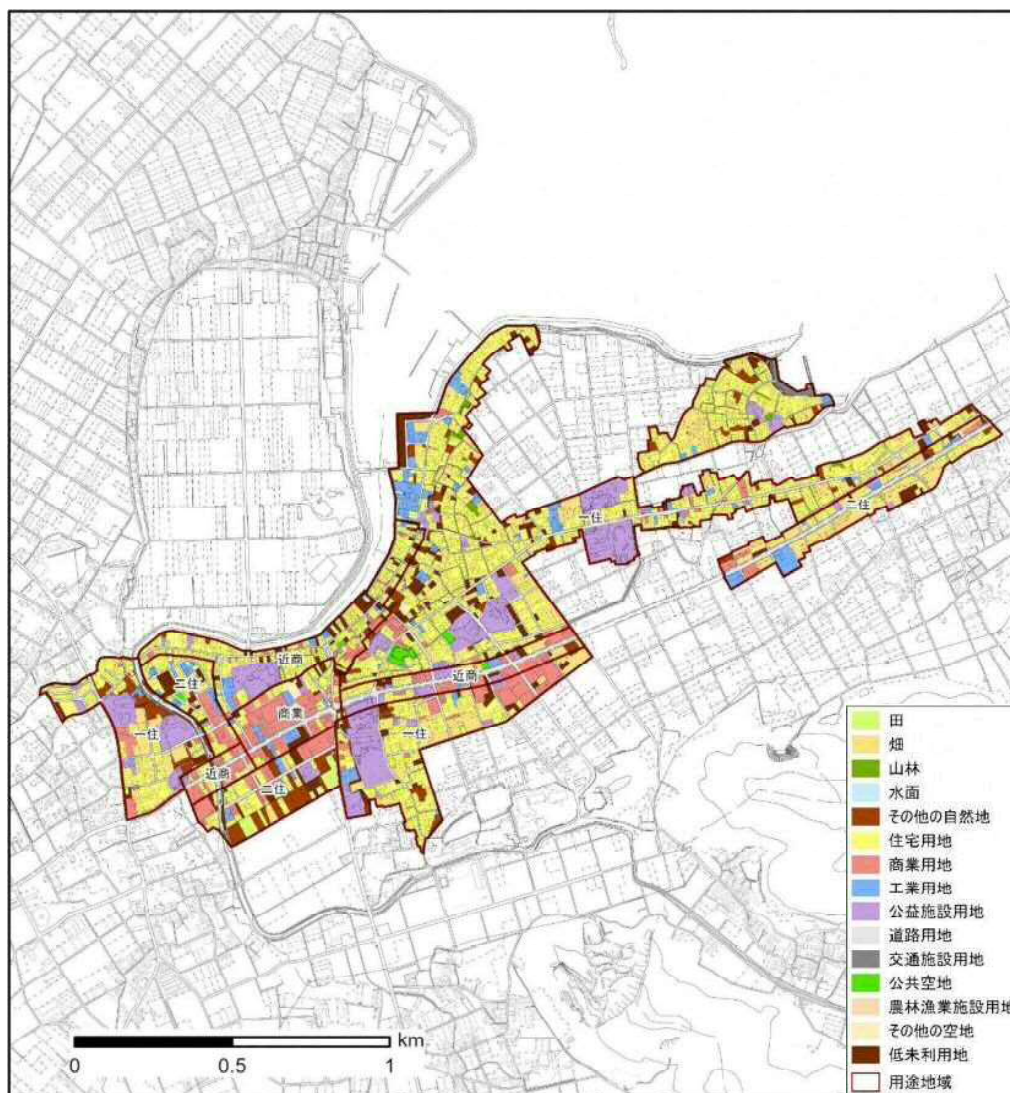 一住
二住
近商
二住
近商
商業
一住
一住
近商
二住
田
畑
山林
水面
その他の自然地
住宅用地
商業用地
工業用地
公益施設用地
道路用地
交通施設用地
公共空地
農林漁業施設用地
その他の空地
低未利用地
用途地域
km
0 0.5 1